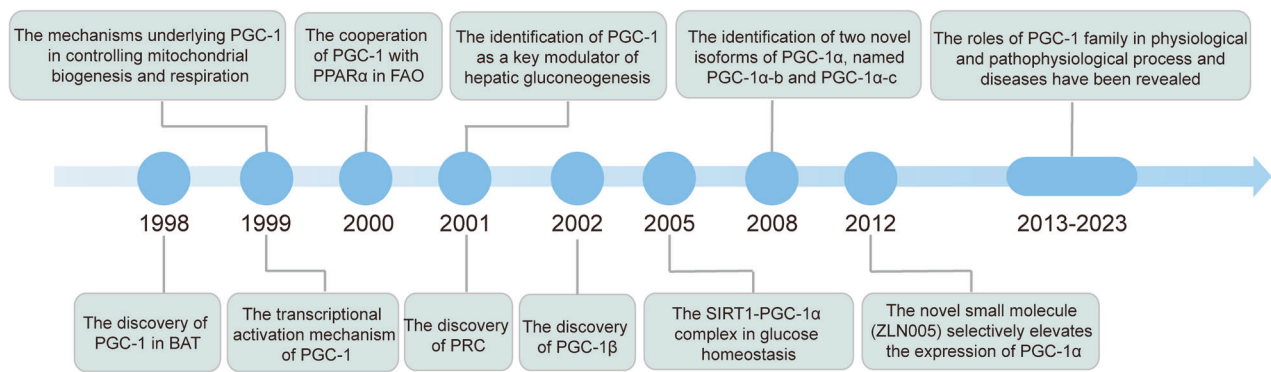 The mechanisms underlying PGC-1
in controlling mitochondrial
biogenesis and respiration
The cooperation
of PGC-1 with
PPARα in FAO
The identification of PGC-1
as a key modulator of
hepatic gluconeogenesis
The identification of two novel
isoforms of PGC-1α, named
PGC-1α-b and PGC-1α-c
The roles of PGC-1 family in physiological
and pathophysiological process and
diseases have been revealed
1998
1999
2000
2001
2002
2005
2008
2012
2013-2023
The discovery of
PGC-1 in BAT
The transcriptional
activation mechanism
of PGC-1
The discovery
of PRC
The discovery
of PGC-1β
The SIRT1-PGC-1α
complex in glucose
homeostasis
The novel small molecule
(ZLN005) selectively elevates
the expression of PGC-1α